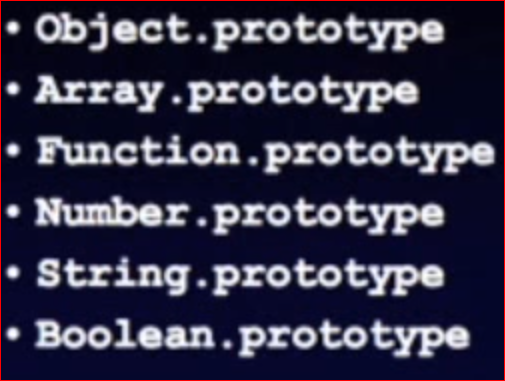 • Object.prototype
• Array.prototype
• Function.prototype
• Number.prototype
• String.prototype
• Boolean.prototype